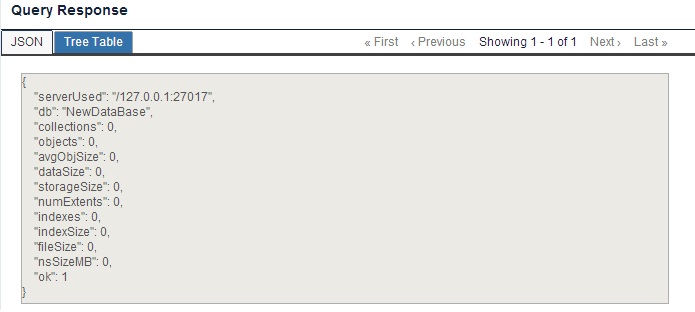 Query Response
JSON Tree Table « First ‹ Previous Showing 1 - 1 of 1 Next › Last »
{
"serverUsed": "/127.0.0.1:27017",
"db": "NewDataBase",
"collections": 0,
"objects": 0,
"avgObjSize": 0,
"dataSize": 0,
"storageSize": 0,
"numExtents": 0,
"indexes": 0,
"indexSize": 0,
"fileSize": 0,
"nsSizeMB": 0,
"ok": 1
}